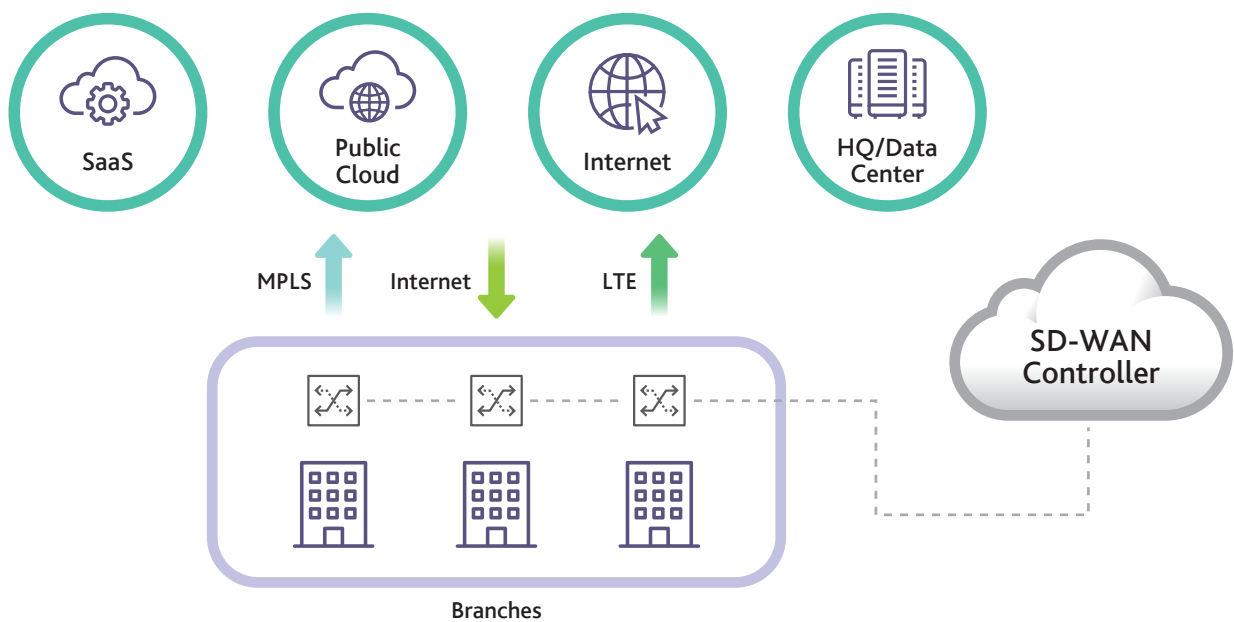 SaaS
Public
Cloud
Internet
HQ/Data
Center
MPLS
Internet
LTE
SD-WAN
Controller
Branches